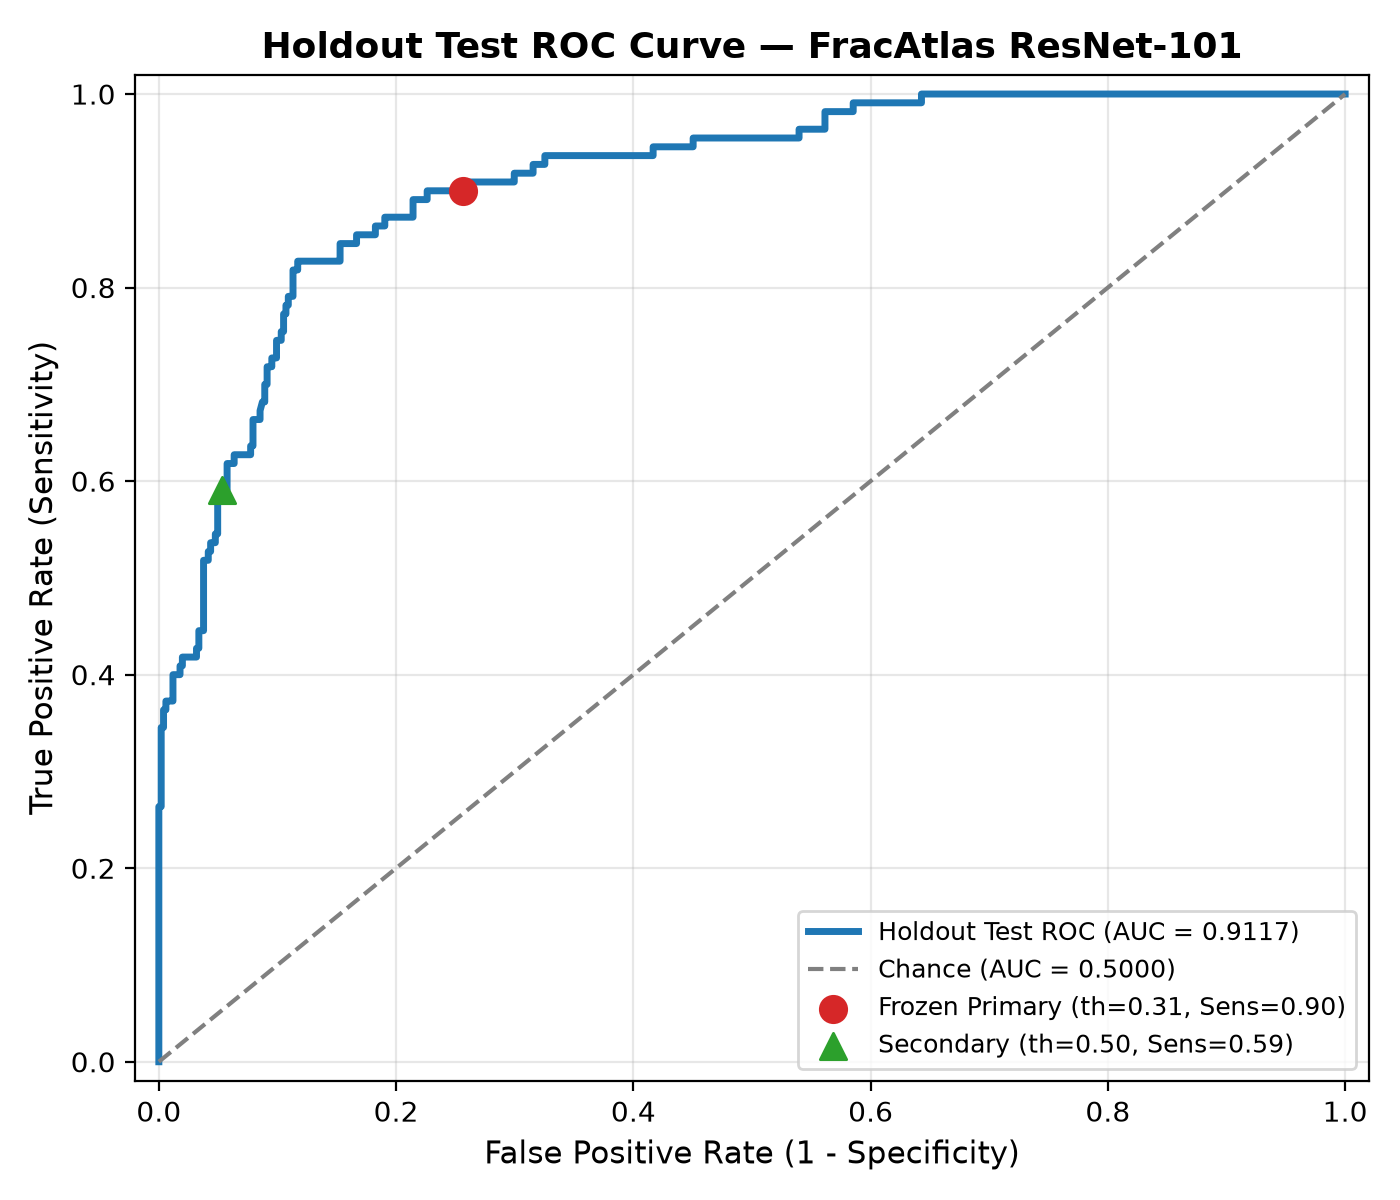 Holdout Test ROC Curve — FracAtlas ResNet-101
True Positive Rate (Sensitivity)
1.0
0.8
0.6
0.4
0.2
0.0
Holdout Test ROC (AUC = 0.9117)
Chance (AUC = 0.5000)
Frozen Primary (th=0.31, Sens=0.90)
Secondary (th=0.50, Sens=0.59)
0.0 0.2 0.4 0.6 0.8 1.0
False Positive Rate (1 - Specificity)